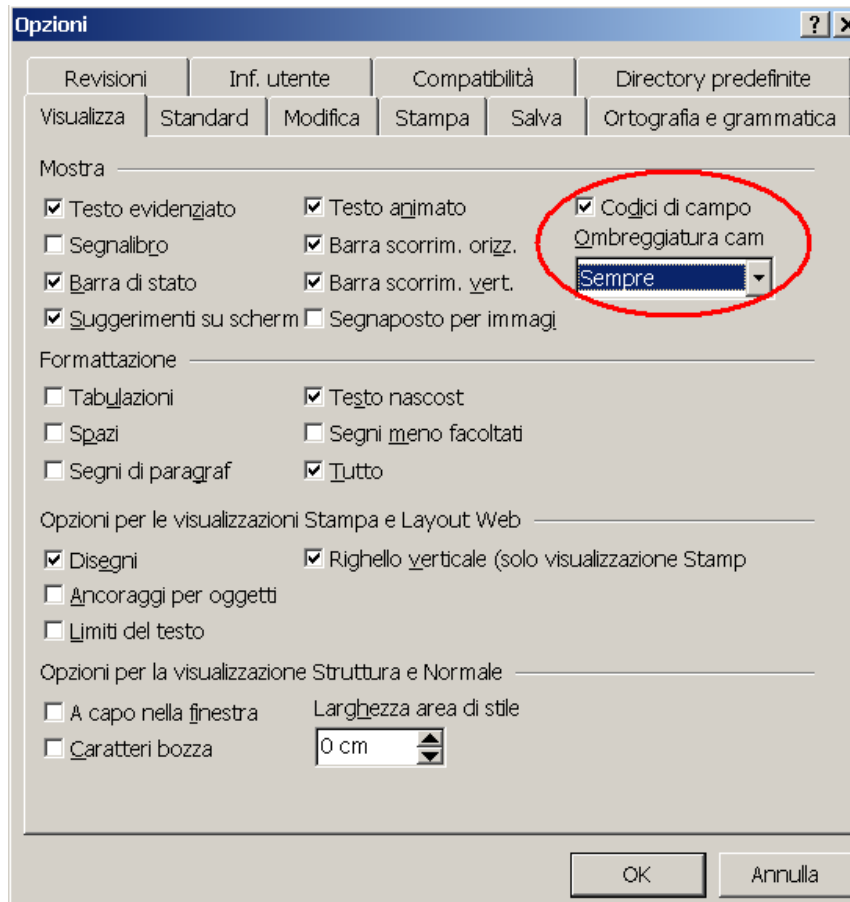 Opzioni
Revisioni Inf. utente Compatibilità Directory predefinite
Visualizza Standard Modifica Stampa Salva Ortografia e grammatica
Mostra
Testo evidenziato Testo animato Codici di campo
Segnalibro Barra scorrim. orizz. Ombreggiatura cam
Barra di stato Barra scorrim. vert. Sempre
Suggerimenti su scherm Segnaposto per immagi
Formattazione
Tabulazioni Testo nascost
Spazi Segni meno facoltati
Segni di paragraf Tutto
Opzioni per le visualizzazioni Stampa e Layout Web
Disegni Righello verticale (solo visualizzazione Stamp
Ancoraggi per oggetti
Limiti del testo
Opzioni per la visualizzazione Struttura e Normale
A capo nella finestra Larghezza area di stile
Caratteri bozza 0 cm
OK Annulla